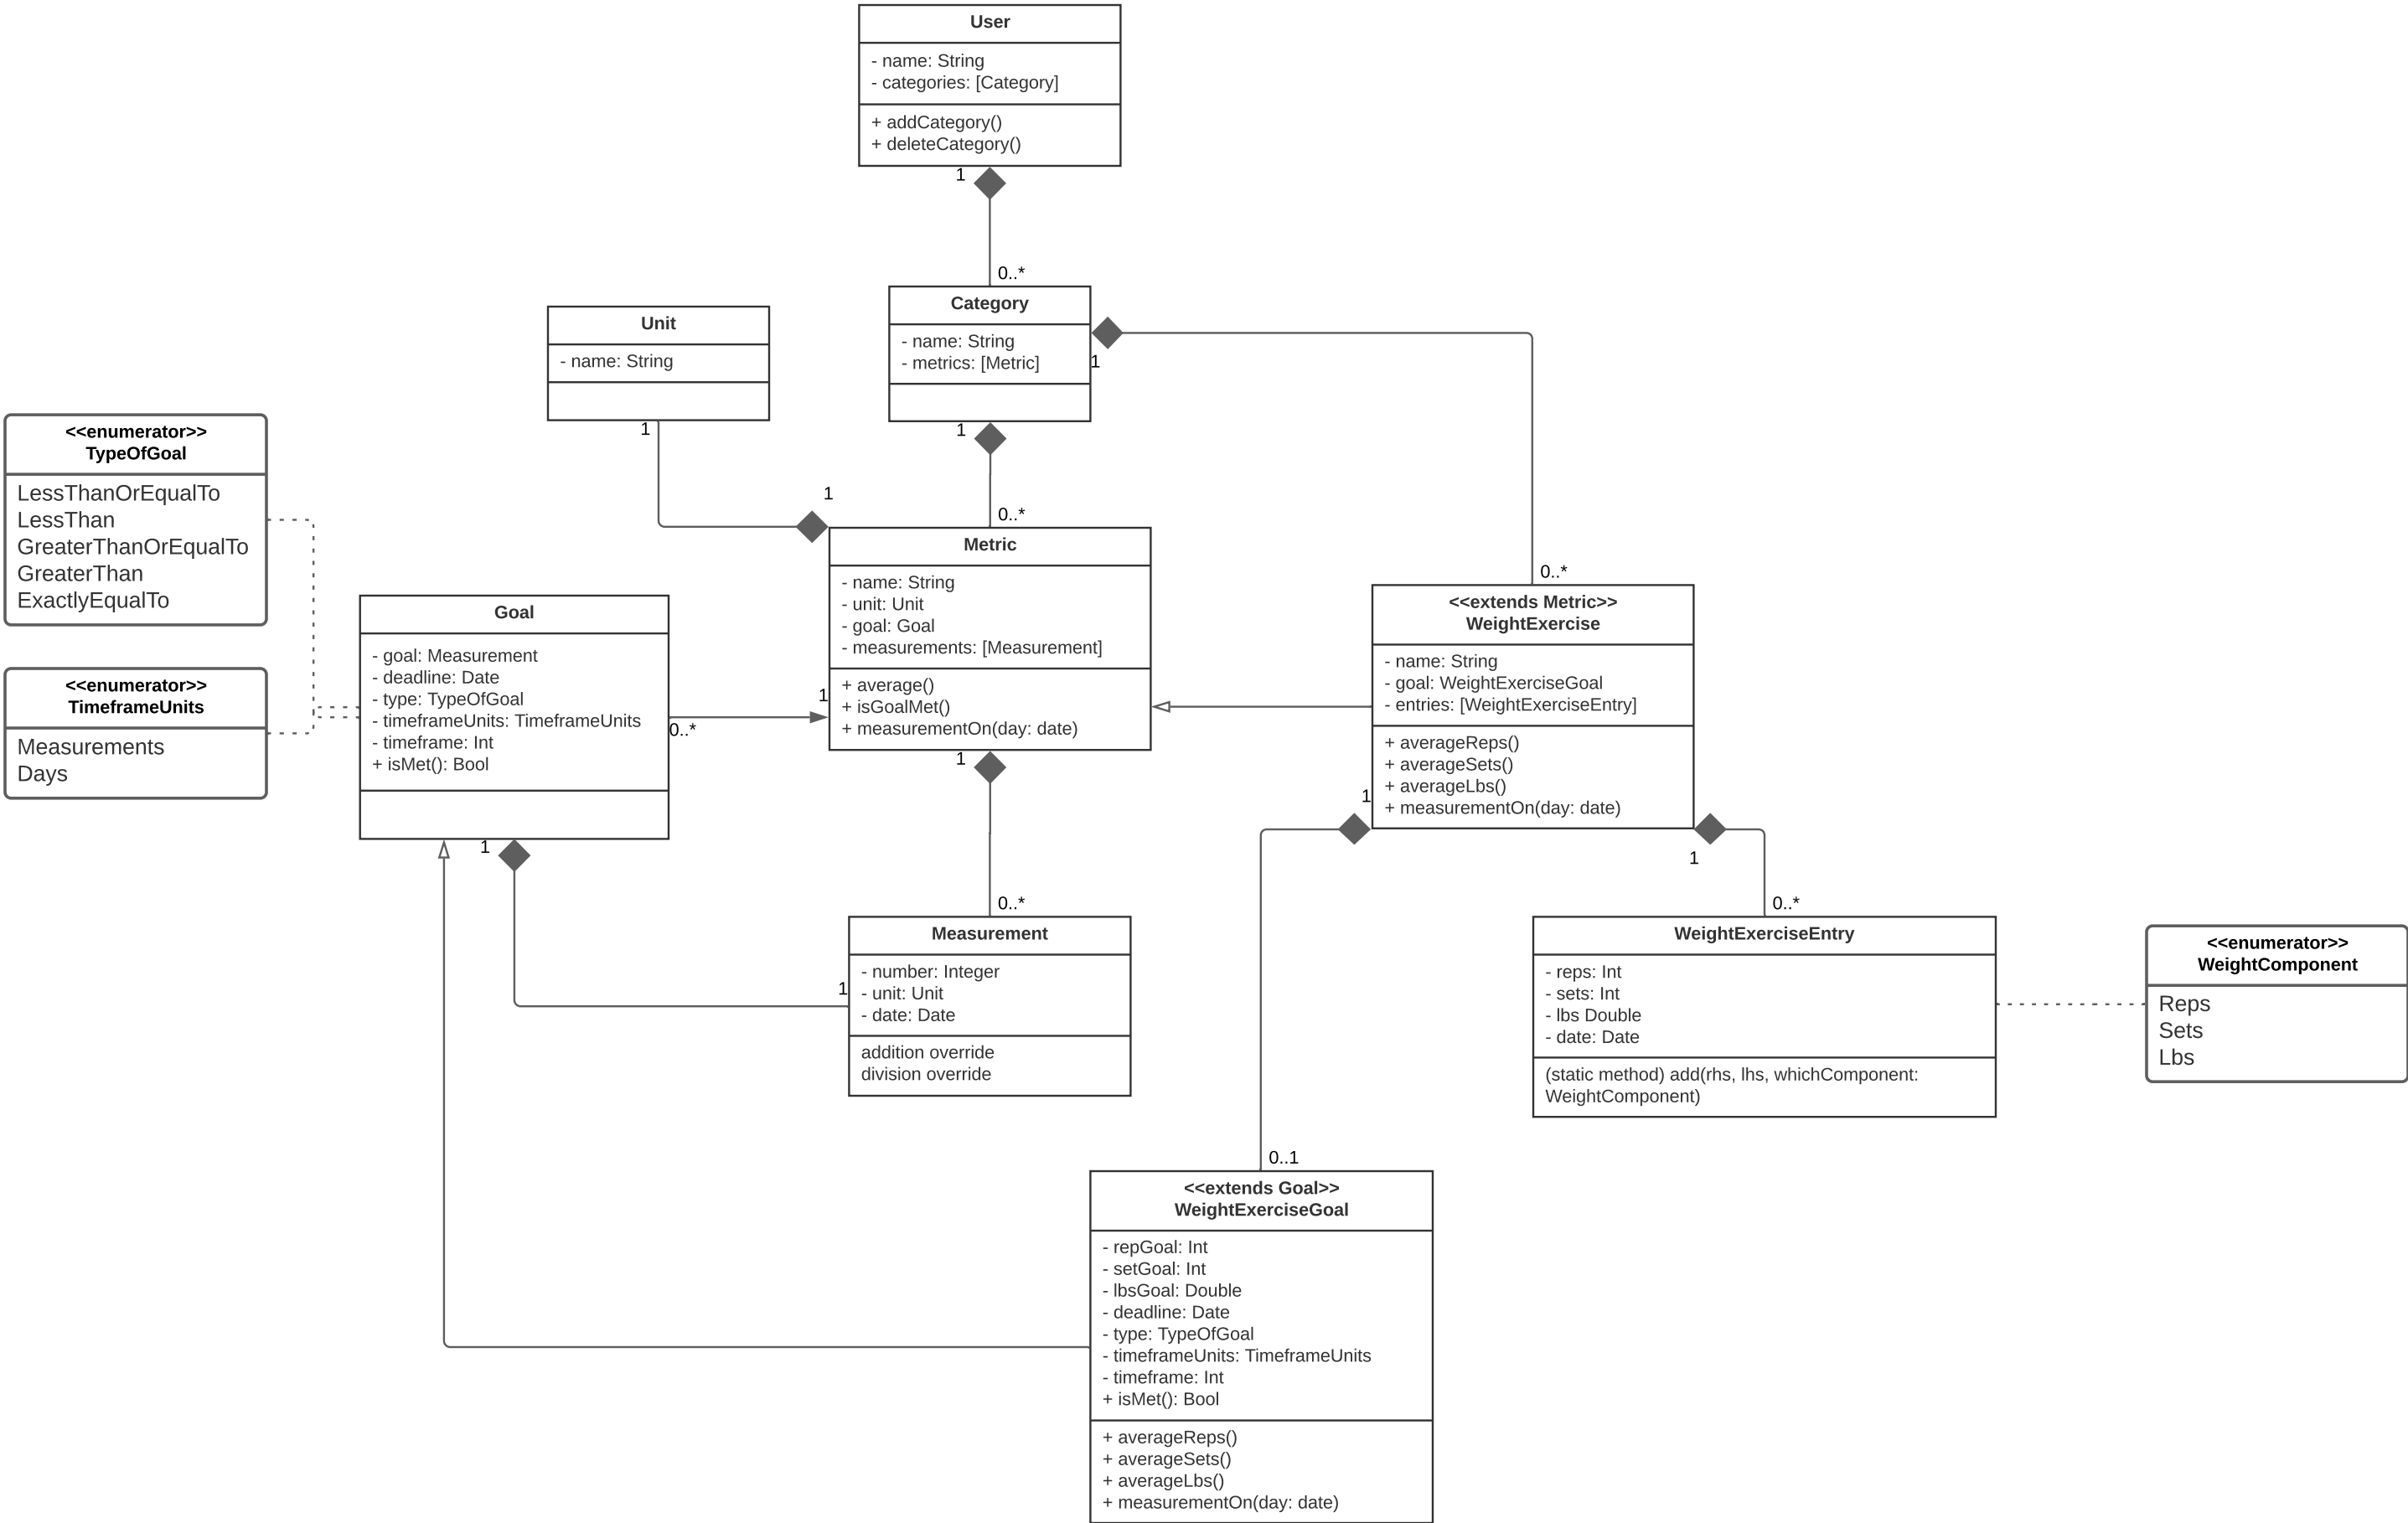 User
- name: String
- categories: [Category]
+ addCategory()
+ deleteCategory()
1
0..*
Category
- name: String
- metrics: [Metric]
1
1
0..*
Unit
- name: String
1
1
<<enumerator>>
TypeOfGoal
LessThanOrEqualTo
LessThan
GreaterThanOrEqualTo
GreaterThan
ExactlyEqualTo
<<enumerator>>
TimeframeUnits
Measurements
Days
Goal
- goal: Measurement
- deadline: Date
- type: TypeOfGoal
- timeframeUnits: TimeframeUnits
- timeframe: Int
+ isMet(): Bool
0..*
1
1
Metric
- name: String
- unit: Unit
- goal: Goal
- measurements: [Measurement]
+ average()
+ isGoalMet()
+ measurementOn(day: date)
1
0..*
0..*
<<extends Metric>>
WeightExercise
- name: String
- goal: WeightExerciseGoal
- entries: [WeightExerciseEntry]
+ averageReps()
+ averageSets()
+ averageLbs()
+ measurementOn(day: date)
1
1
0..*
Measurement
- number: Integer
- unit: Unit
- date: Date
addition override
division override
1
WeightExerciseEntry
- reps: Int
- sets: Int
- lbs Double
- date: Date
(static method) add(rhs, lhs, whichComponent:
WeightComponent)
<<enumerator>>
WeightComponent
Reps
Sets
Lbs
0..1
<<extends Goal>>
WeightExerciseGoal
- repGoal: Int
- setGoal: Int
- lbsGoal: Double
- deadline: Date
- type: TypeOfGoal
- timeframeUnits: TimeframeUnits
- timeframe: Int
+ isMet(): Bool
+ averageReps()
+ averageSets()
+ averageLbs()
+ measurementOn(day: date)